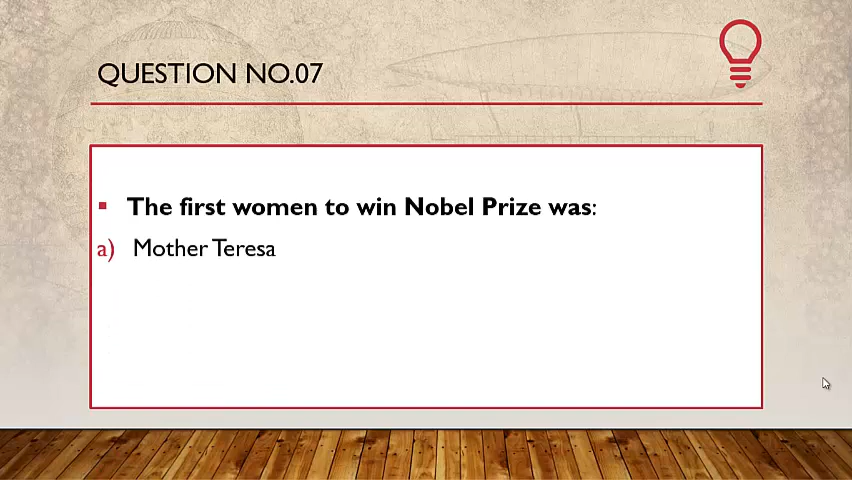 QUESTION NO.07
▪ The first women to win Nobel Prize was:
a) Mother Teresa